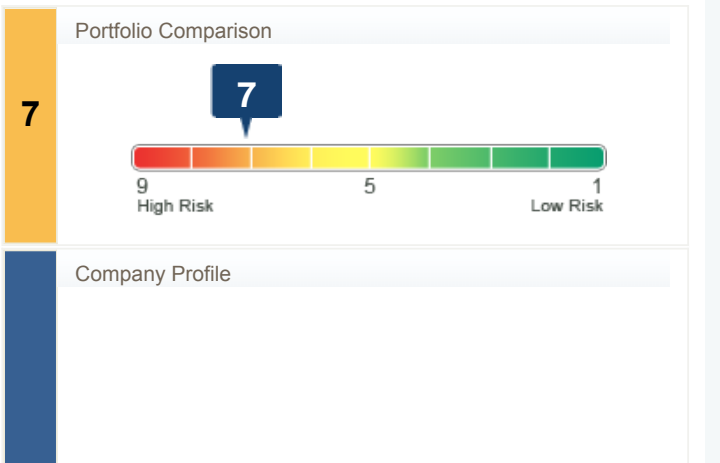 Portfolio Comparison
7
7
9 5 1
High Risk Low Risk
Company Profile